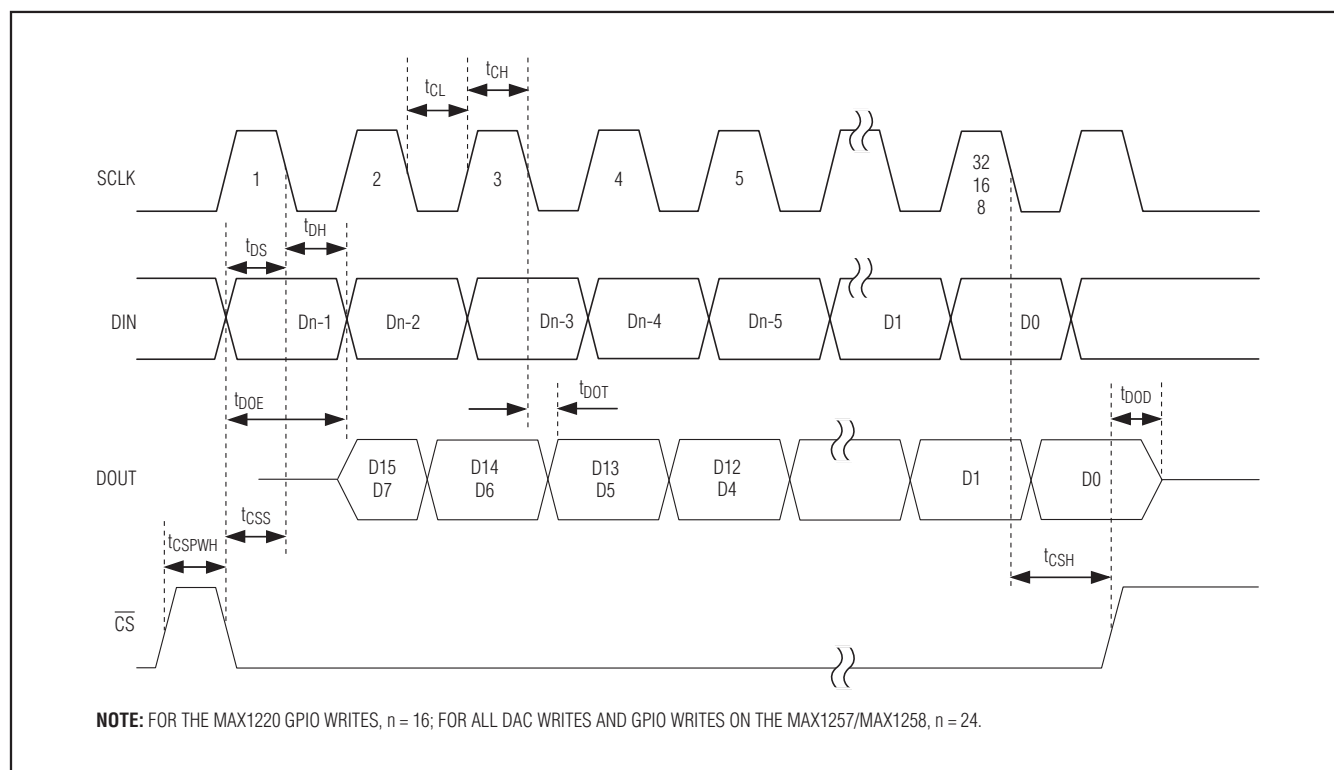 tCL
tCH
SCLK
1
2
3
4
5
32
16
8
tDS
tDH
DIN
Dn-1
Dn-2
Dn-3
Dn-4
Dn-5
D1
D0
tDOE
tDOT
tDOD
DOUT
D15
D7
D14
D6
D13
D5
D12
D4
D1
D0
tCSPWH
tCSS
tCSH
CS
NOTE: FOR THE MAX1220 GPIO WRITES, n = 16; FOR ALL DAC WRITES AND GPIO WRITES ON THE MAX1257/MAX1258, n = 24.